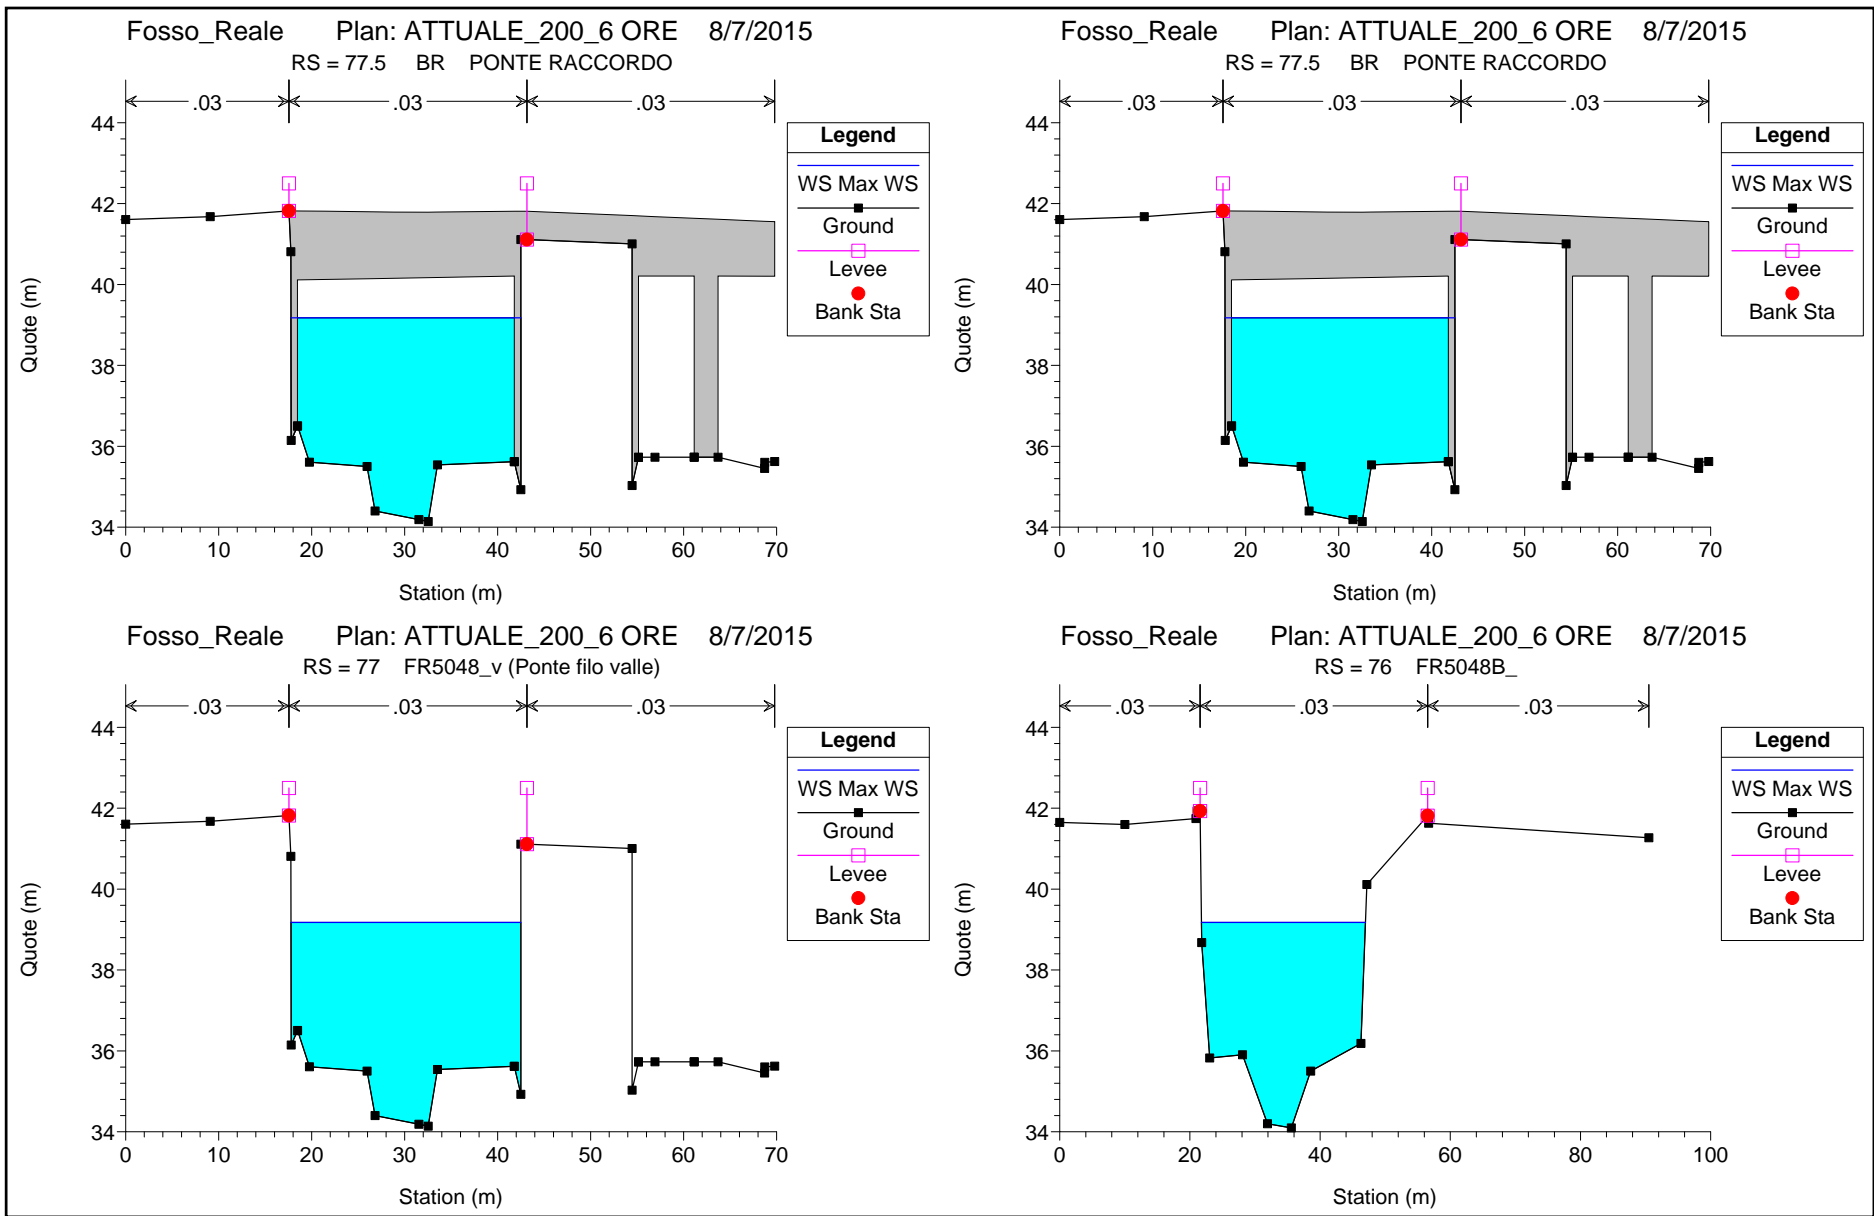 Fosso_Reale Plan: ATTUALE_200_6 ORE 8/7/2015
RS = 77.5 BR PONTE RACCORDO
.03 .03 .03
44
42
40
38
36
34
Quote (m)
0 10 20 30 40 50 60 70
Station (m)
Legend
WS Max WS
Ground
Levee
Bank Sta
Fosso_Reale Plan: ATTUALE_200_6 ORE 8/7/2015
RS = 77.5 BR PONTE RACCORDO
.03 .03 .03
44
42
40
38
36
34
Quote (m)
0 10 20 30 40 50 60 70
Station (m)
Legend
WS Max WS
Ground
Levee
Bank Sta
Fosso_Reale Plan: ATTUALE_200_6 ORE 8/7/2015
RS = 77 FR5048_v (Ponte filo valle)
.03 .03 .03
44
42
40
38
36
34
Quote (m)
0 10 20 30 40 50 60 70
Station (m)
Legend
WS Max WS
Ground
Levee
Bank Sta
Fosso_Reale Plan: ATTUALE_200_6 ORE 8/7/2015
RS = 76 FR5048B_
.03 .03 .03
44
42
40
38
36
34
Quote (m)
0 20 40 60 80 100
Station (m)
Legend
WS Max WS
Ground
Levee
Bank Sta